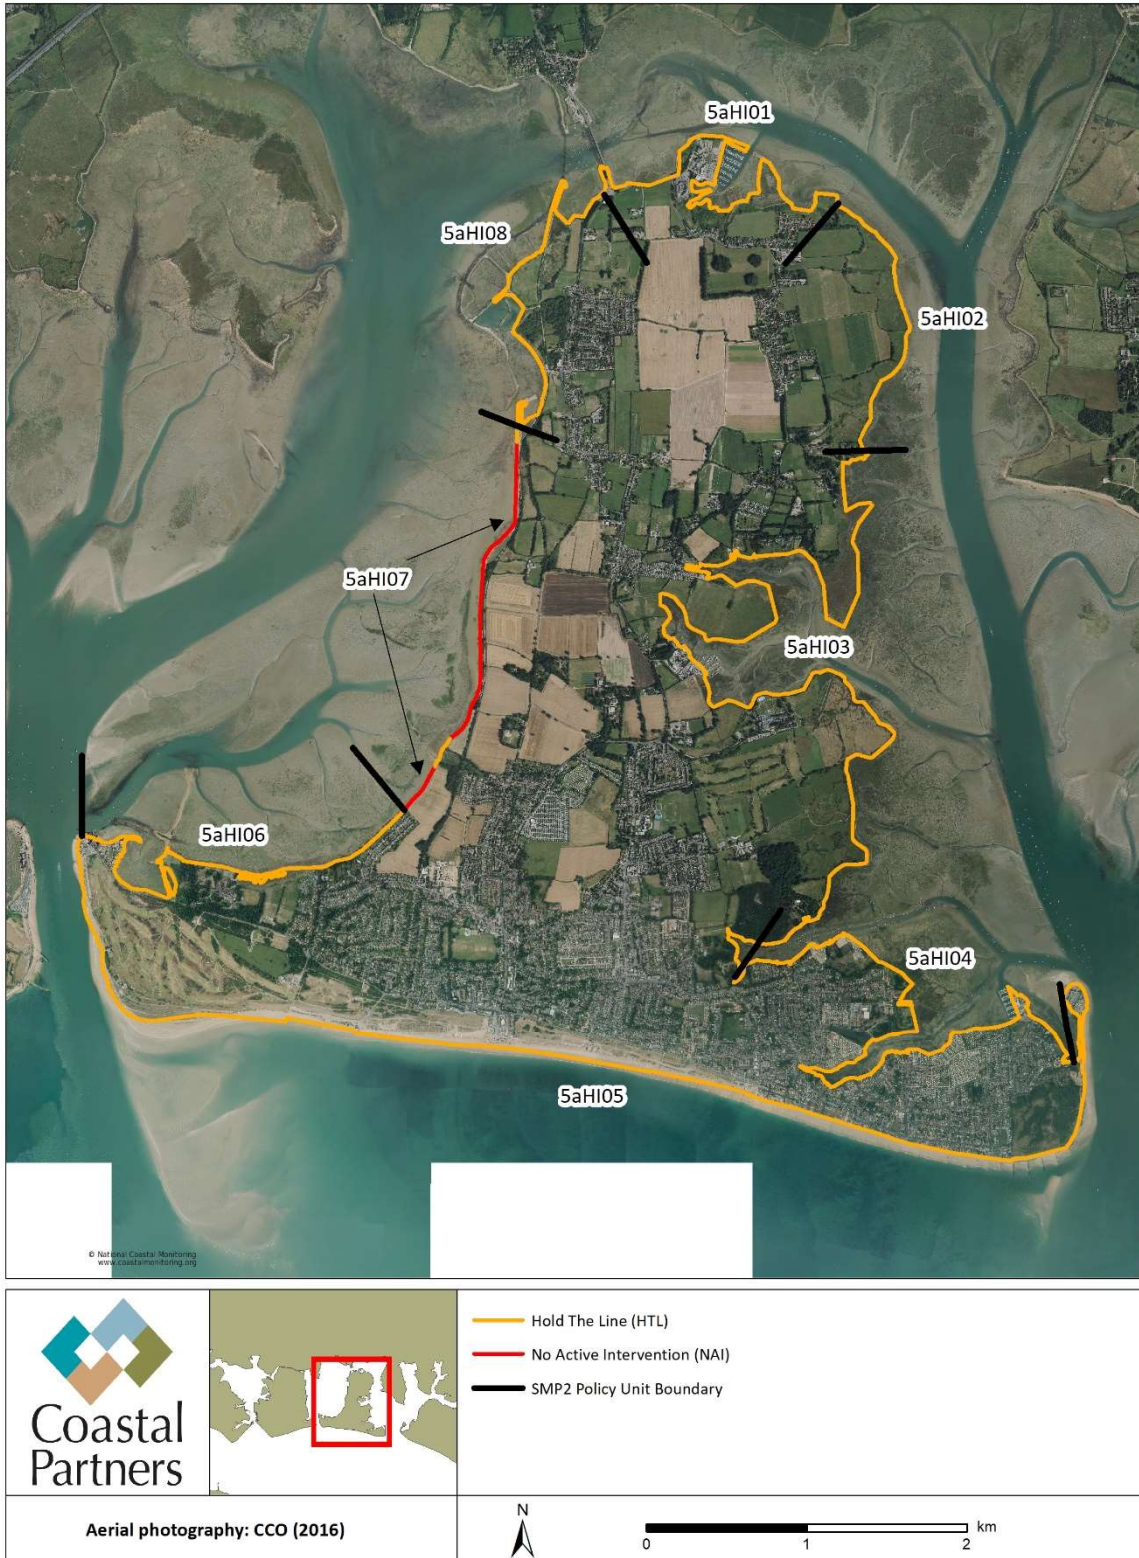 5aHI01
5aHI08
5aHI02
5aHI07
5aHI03
5aHI06
5aHI04
5aHI05
© National Coastal Monitoring
www.coastalmonitoring.org
Coastal
Partners
Hold The Line (HTL)
No Active Intervention (NAI)
SMP2 Policy Unit Boundary
Aerial photography: CCO (2016)
N
km
0 1 2